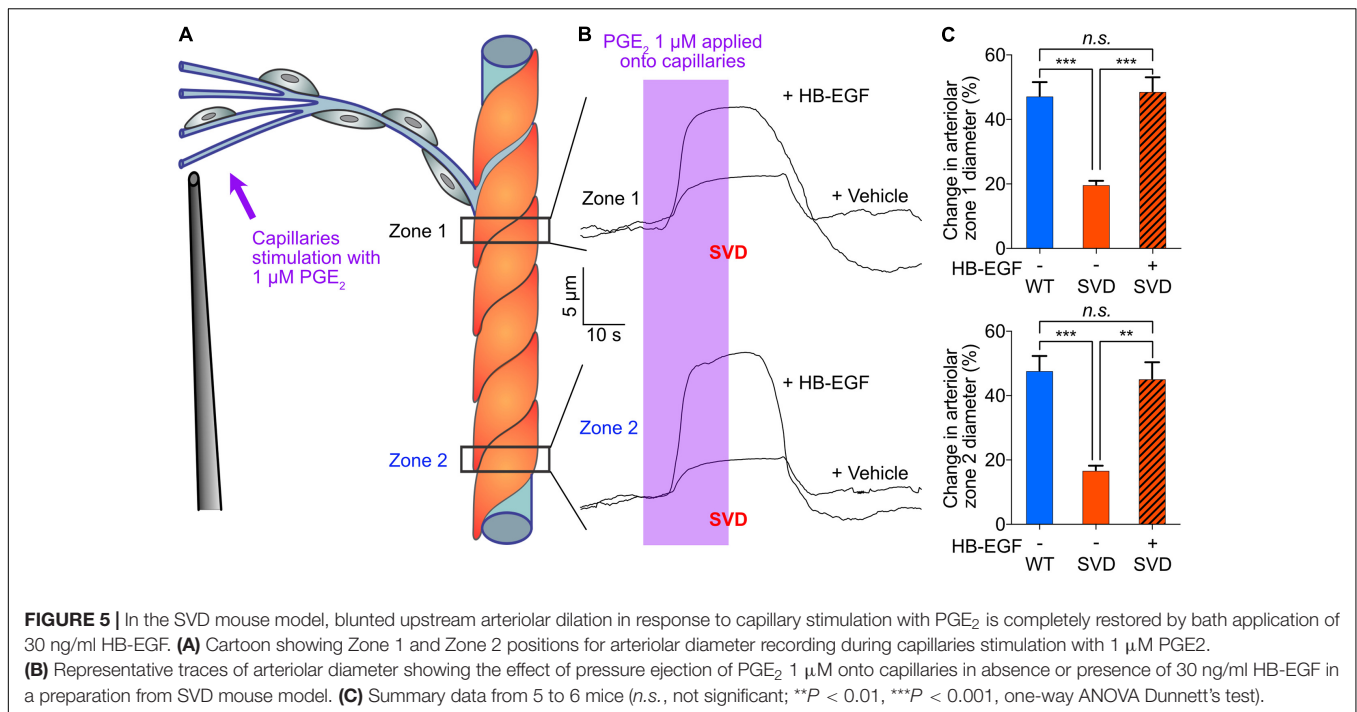 A
Capillaries
stimulation with
1 µM PGE2
Zone 1
Zone 2
B
PGE2 1 µM applied
onto capillaries
+ HB-EGF
Zone 1
+ Vehicle
SVD
5 µm
10 s
+ HB-EGF
Zone 2
+ Vehicle
SVD
C
n.s.
*** ***
60
40
20
0
Change in arteriolar
zone 1 diameter (%)
HB-EGF - - +
WT SVD SVD
n.s.
*** **
60
40
20
0
Change in arteriolar
zone 2 diameter (%)
HB-EGF - - +
WT SVD SVD
FIGURE 5 | In the SVD mouse model, blunted upstream arteriolar dilation in response to capillary stimulation with PGE2 is completely restored by bath application of
30 ng/ml HB-EGF. (A) Cartoon showing Zone 1 and Zone 2 positions for arteriolar diameter recording during capillaries stimulation with 1 µM PGE2.
(B) Representative traces of arteriolar diameter showing the effect of pressure ejection of PGE2 1 µM onto capillaries in absence or presence of 30 ng/ml HB-EGF in
a preparation from SVD mouse model. (C) Summary data from 5 to 6 mice (n.s., not significant; **P < 0.01, ***P < 0.001, one-way ANOVA Dunnett's test).